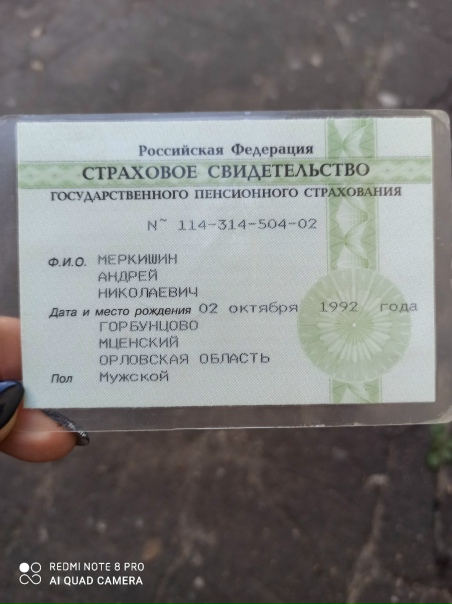 Российская Федерация
СТРАХОВОЕ СВИДЕТЕЛЬСТВО
ГОСУДАРСТВЕННОГО ПЕНСИОННОГО СТРАХОВАНИЯ
N~ 114-314-504-02
Ф.И.О. МЕРКИШИН
АНДРЕЙ
НИКОЛАЕВИЧ
Дата и место рождения 02 октября 1992 года
ГОРБУНЦОВО
МЦЕНСКИЙ
ОРЛОВСКАЯ ОБЛАСТЬ
Пол Мужской
REDMI NOTE 8 PRO
AI QUAD CAMERA